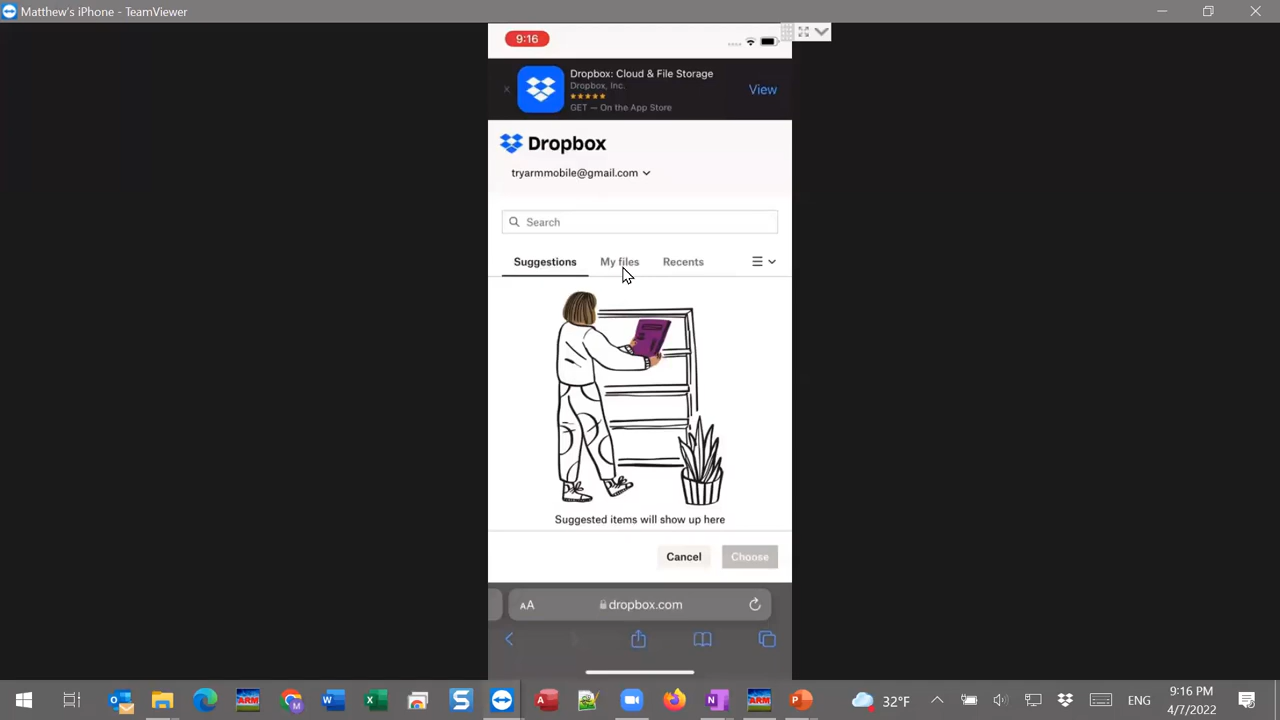 Matthew's iPhone - TeamViewer
9:16
Dropbox: Cloud & File Storage
Dropbox, Inc.
GET — On the App Store
View
Dropbox
tryarmmobile@gmail.com
Search
Suggestions My files Recents
Suggested items will show up here
Cancel Choose
AA dropbox.com
ARM
ARM
32°F
ENG
9:16 PM
4/7/2022